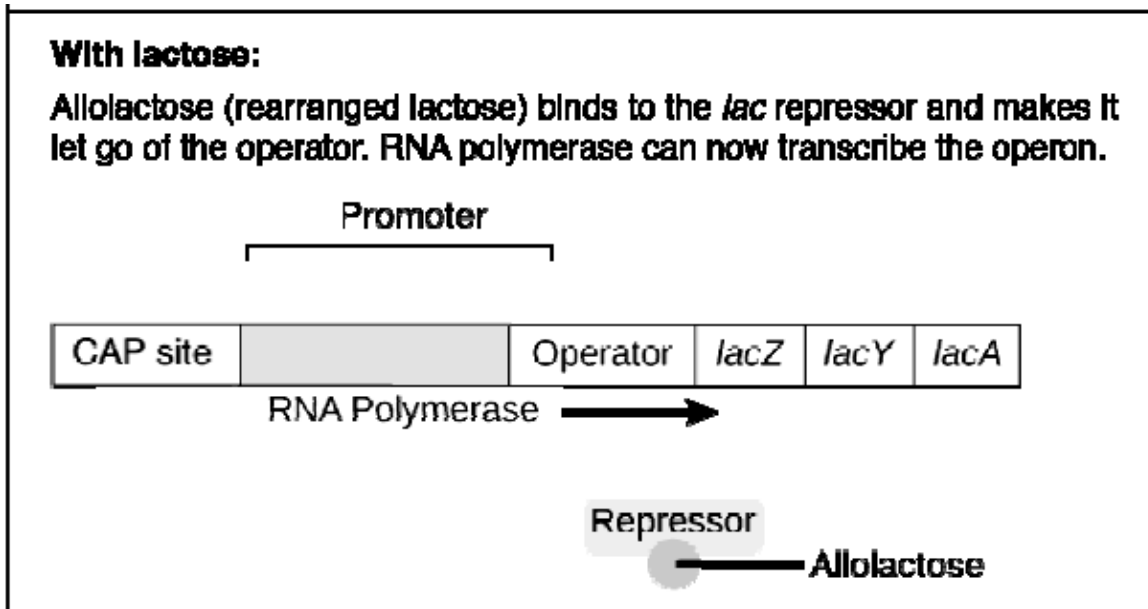 With lactose:
Allolactose (rearranged lactose) binds to the lac repressor and makes it
let go of the operator. RNA polymerase can now transcribe the operon.
Promoter
CAP site Operator lacZ lacY lacA
RNA Polymerase
Repressor
Allolactose